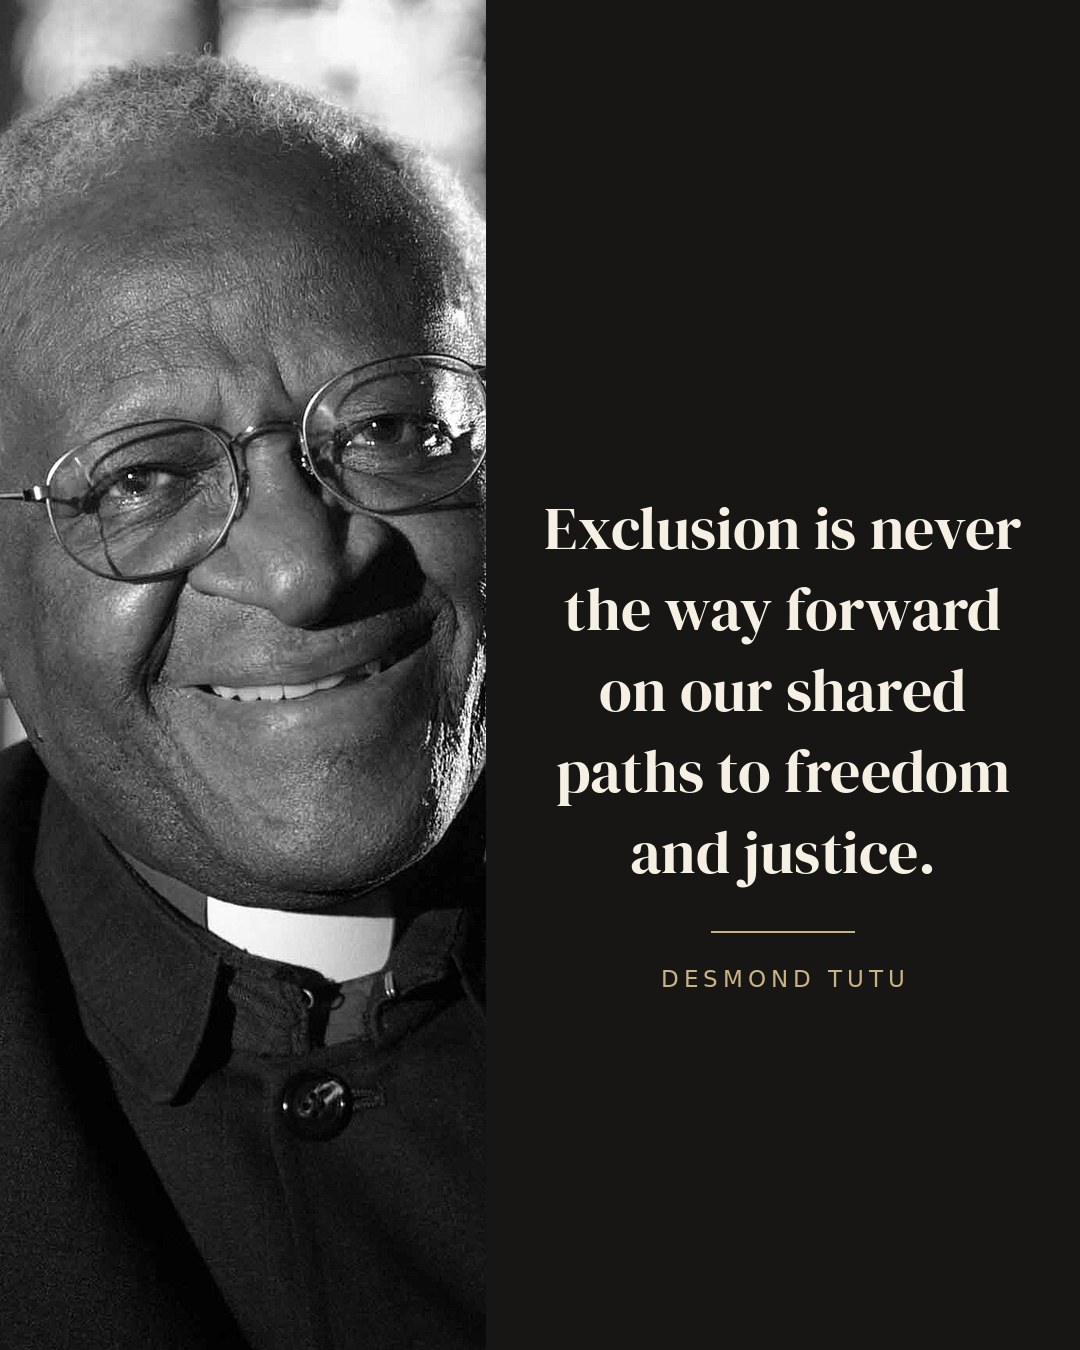 Exclusion is never
the way forward
on our shared
paths to freedom
and justice.
DESMOND TUTU